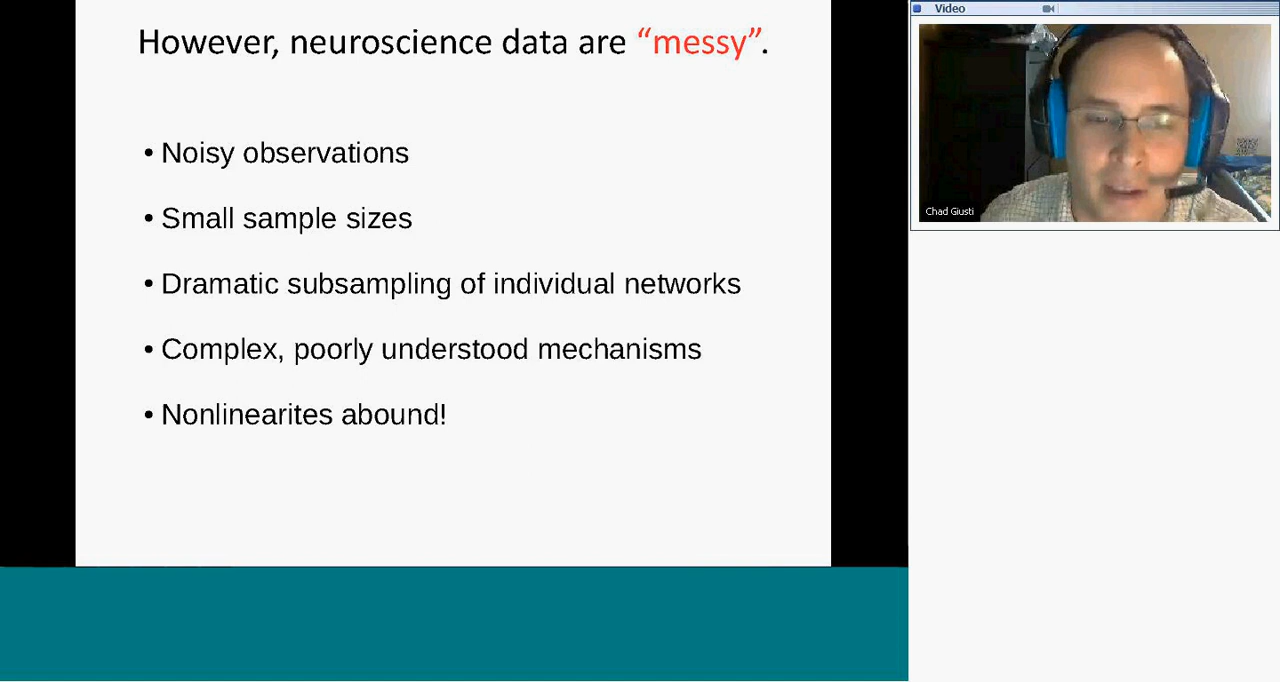 However, neuroscience data are “messy”.
• Noisy observations
• Small sample sizes
• Dramatic subsampling of individual networks
• Complex, poorly understood mechanisms
• Nonlinearites abound!
Video
Chad Giusti